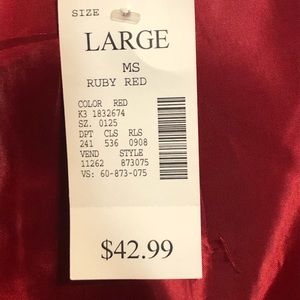 SIZE
LARGE
MS
RUBY RED
COLOR RED
K3 1832674
SZ. 0125
DPT CLS RLS
241 536 0908
VEND STYLE
11262 873075
VS: 60-873-075
$42.99